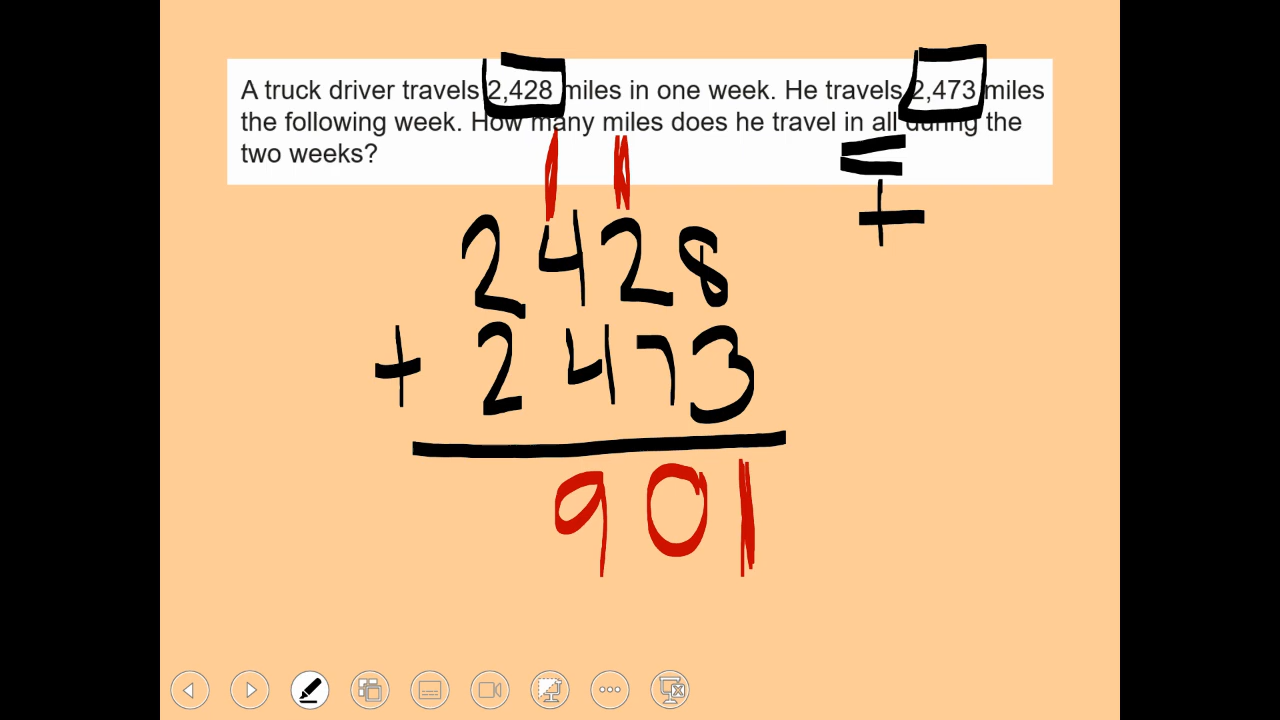 A truck driver travels 2,428 miles in one week. He travels 2,473 miles
the following week. How many miles does he travel in all during the
two weeks?
=
+
1 1
2428
+ 2473
901